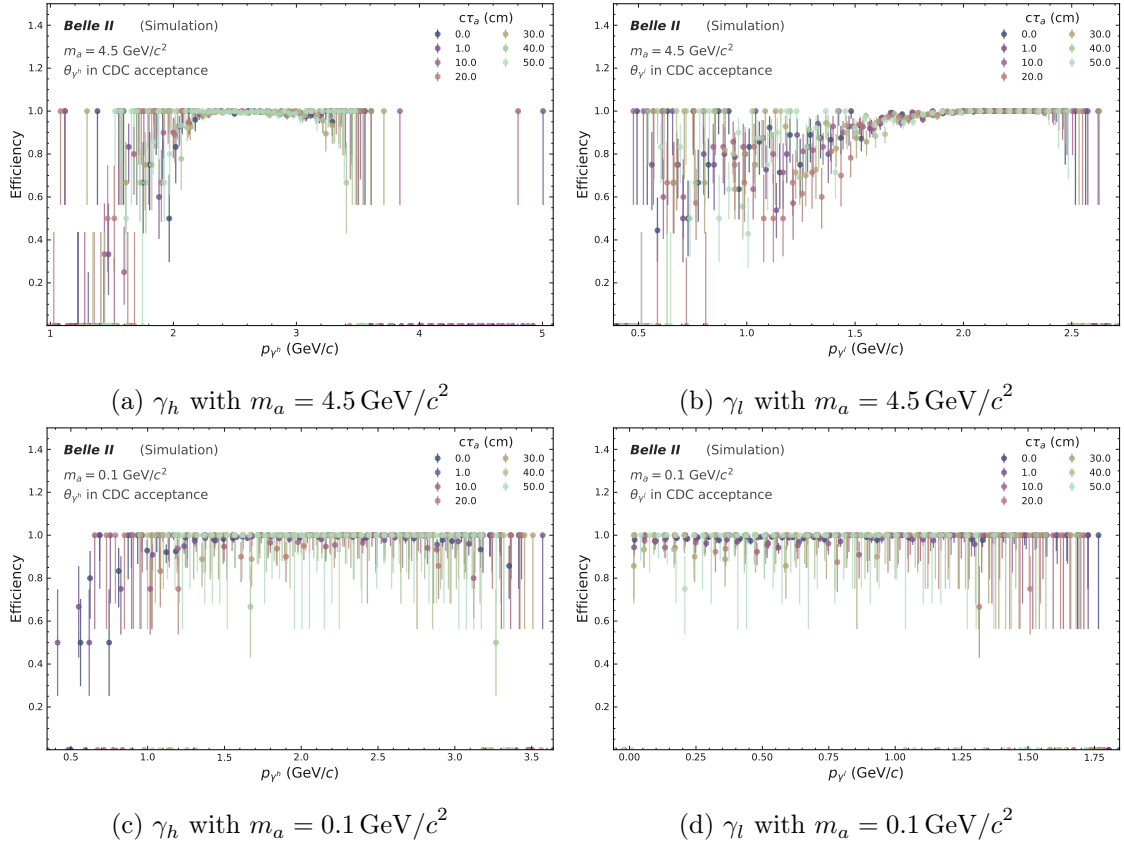 Belle II (Simulation)
m_a = 4.5 GeV/c²
θ_γʰ in CDC acceptance
cτ_a (cm)
0.0 30.0
1.0 40.0
10.0 50.0
20.0
Efficiency
1.4
1.2
1.0
0.8
0.6
0.4
0.2
1 2 3 4 5
p_γʰ (GeV/c)
(a) γ_h with m_a = 4.5 GeV/c²
Belle II (Simulation)
m_a = 4.5 GeV/c²
θ_γˡ in CDC acceptance
cτ_a (cm)
0.0 30.0
1.0 40.0
10.0 50.0
20.0
Efficiency
1.4
1.2
1.0
0.8
0.6
0.4
0.2
0.5 1.0 1.5 2.0 2.5
p_γˡ (GeV/c)
(b) γ_l with m_a = 4.5 GeV/c²
Belle II (Simulation)
m_a = 0.1 GeV/c²
θ_γʰ in CDC acceptance
cτ_a (cm)
0.0 30.0
1.0 40.0
10.0 50.0
20.0
Efficiency
1.4
1.2
1.0
0.8
0.6
0.4
0.2
0.5 1.0 1.5 2.0 2.5 3.0 3.5
p_γʰ (GeV/c)
(c) γ_h with m_a = 0.1 GeV/c²
Belle II (Simulation)
m_a = 0.1 GeV/c²
θ_γˡ in CDC acceptance
cτ_a (cm)
0.0 30.0
1.0 40.0
10.0 50.0
20.0
Efficiency
1.4
1.2
1.0
0.8
0.6
0.4
0.2
0.00 0.25 0.50 0.75 1.00 1.25 1.50 1.75
p_γˡ (GeV/c)
(d) γ_l with m_a = 0.1 GeV/c²